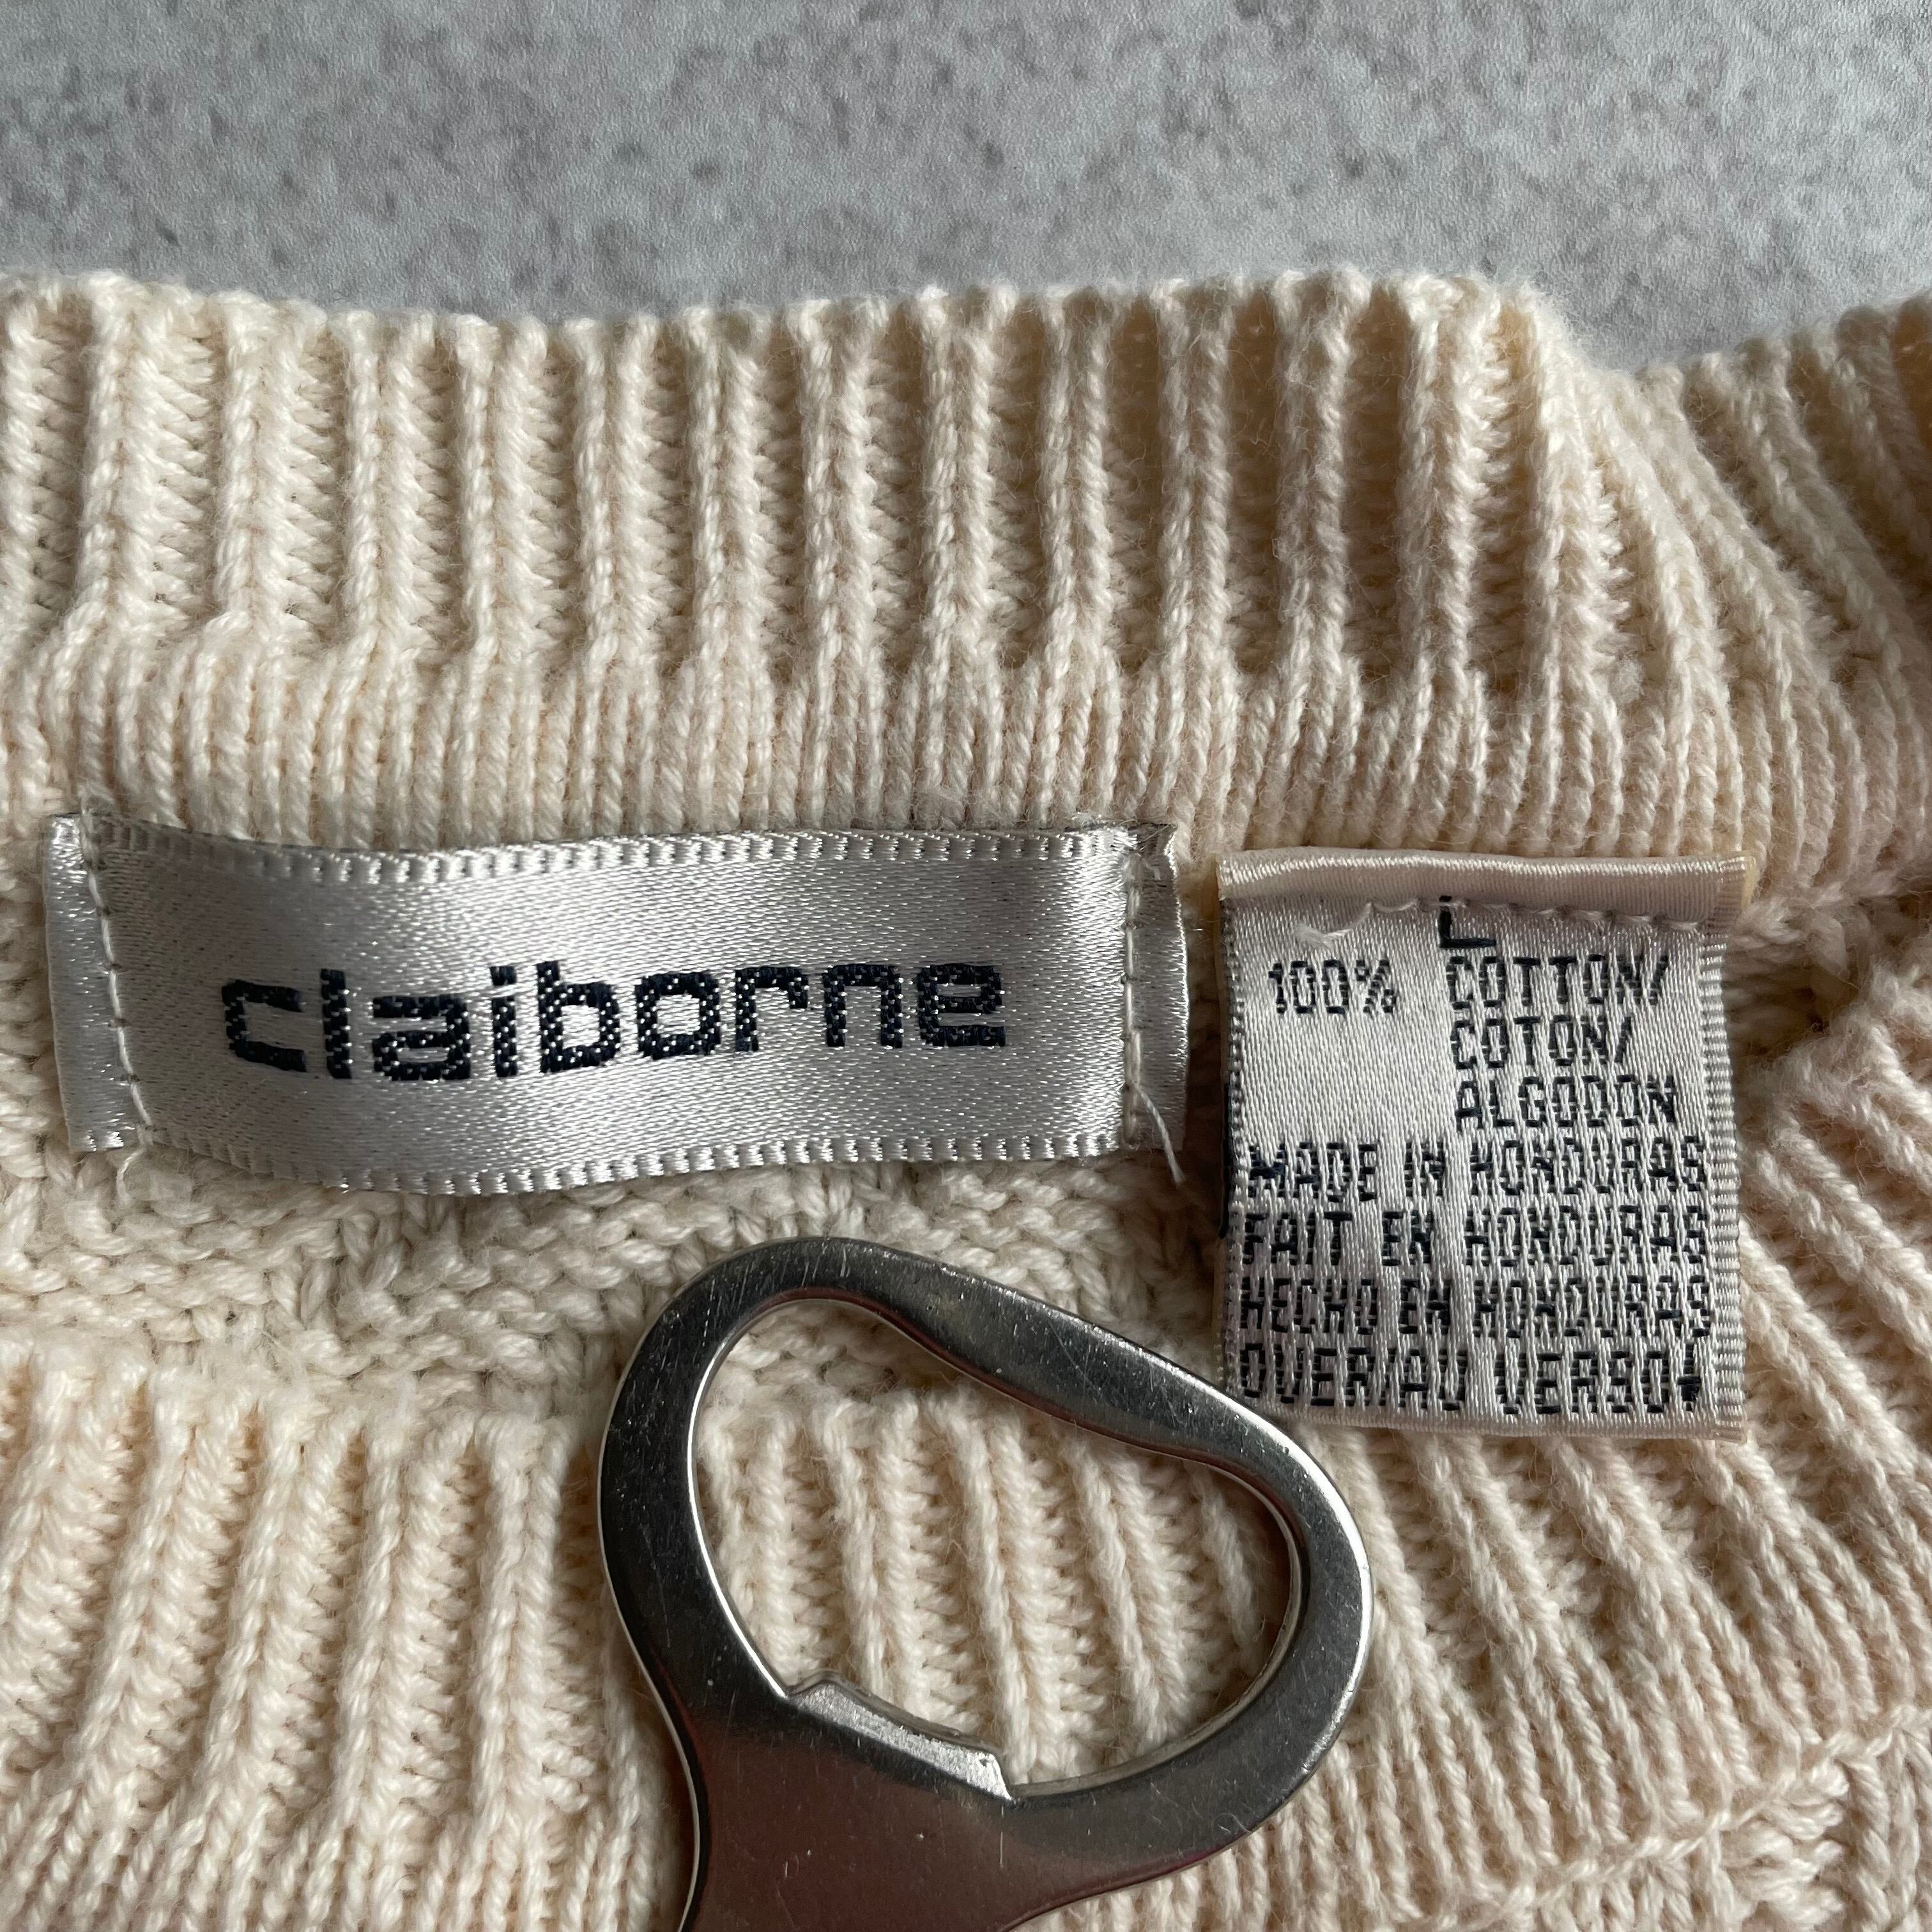 claiborne
L
100% COTTON/
COTON/
ALGODON
MADE IN HONDURAS
FAIT EN HONDURAS
HECHO EN HONDURAS
OVER/AU VERSO